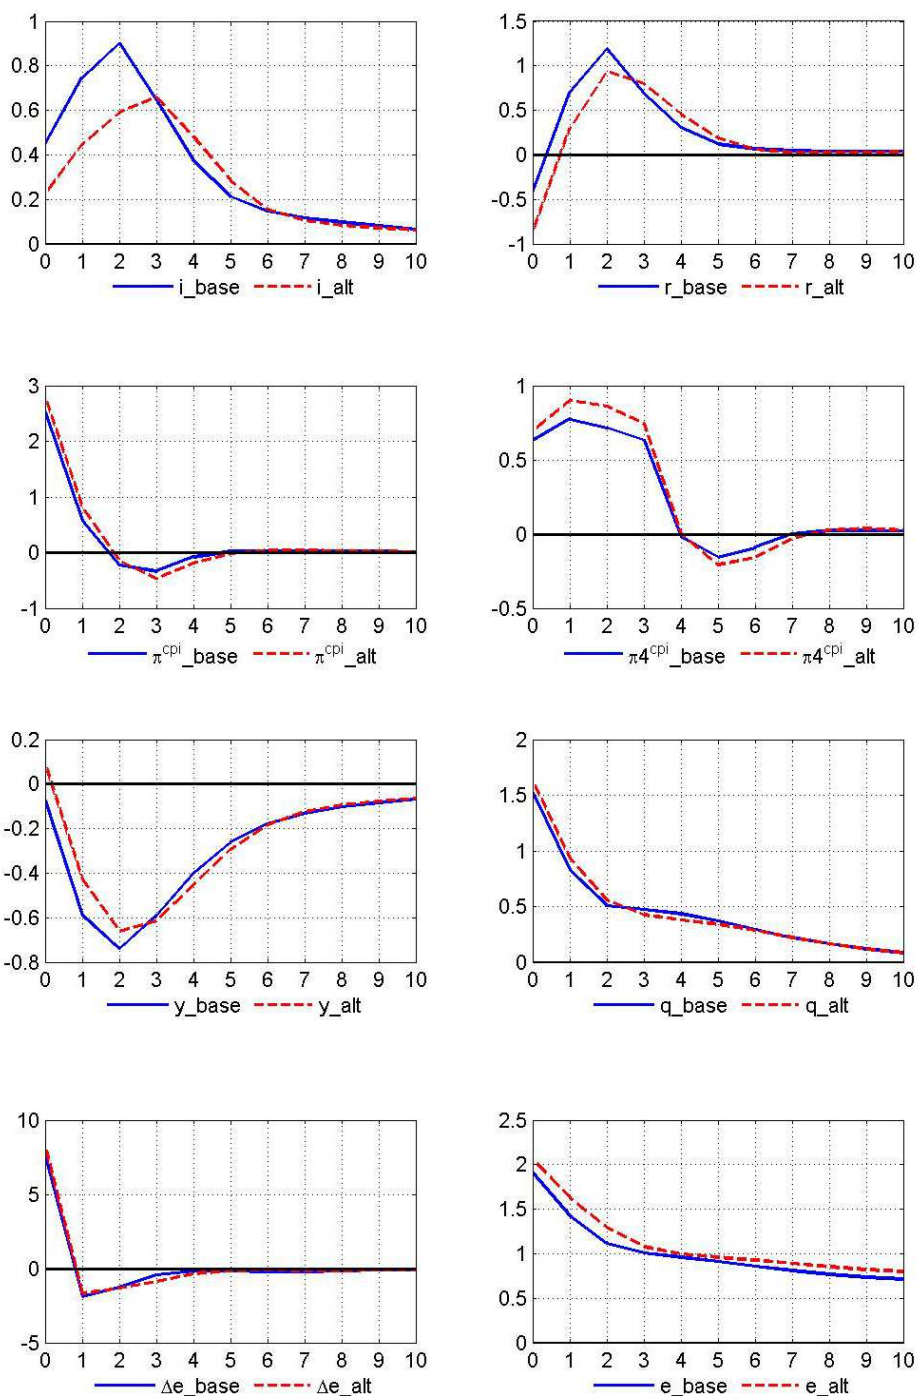 1
0.8
0.6
0.4
0.2
0
0 1 2 3 4 5 6 7 8 9 10
i_base i_alt
1.5
1
0.5
0
-0.5
-1
0 1 2 3 4 5 6 7 8 9 10
r_base r_alt
3
2
1
0
-1
0 1 2 3 4 5 6 7 8 9 10
π^cpi_base π^cpi_alt
1
0.5
0
-0.5
0 1 2 3 4 5 6 7 8 9 10
π4^cpi_base π4^cpi_alt
0.2
0
-0.2
-0.4
-0.6
-0.8
0 1 2 3 4 5 6 7 8 9 10
y_base y_alt
2
1.5
1
0.5
0
0 1 2 3 4 5 6 7 8 9 10
q_base q_alt
10
5
0
-5
0 1 2 3 4 5 6 7 8 9 10
Δe_base Δe_alt
2.5
2
1.5
1
0.5
0
0 1 2 3 4 5 6 7 8 9 10
e_base e_alt